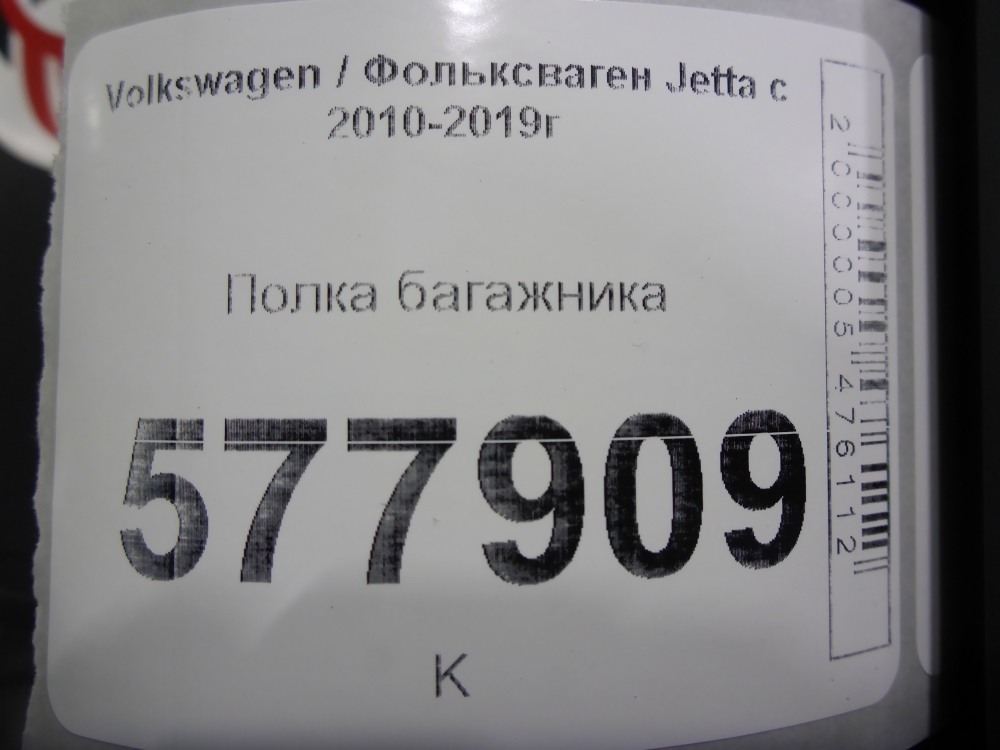 Volkswagen / Фольксваген Jetta с
2010-2019г
Полка багажника
577909
К
2000005476112